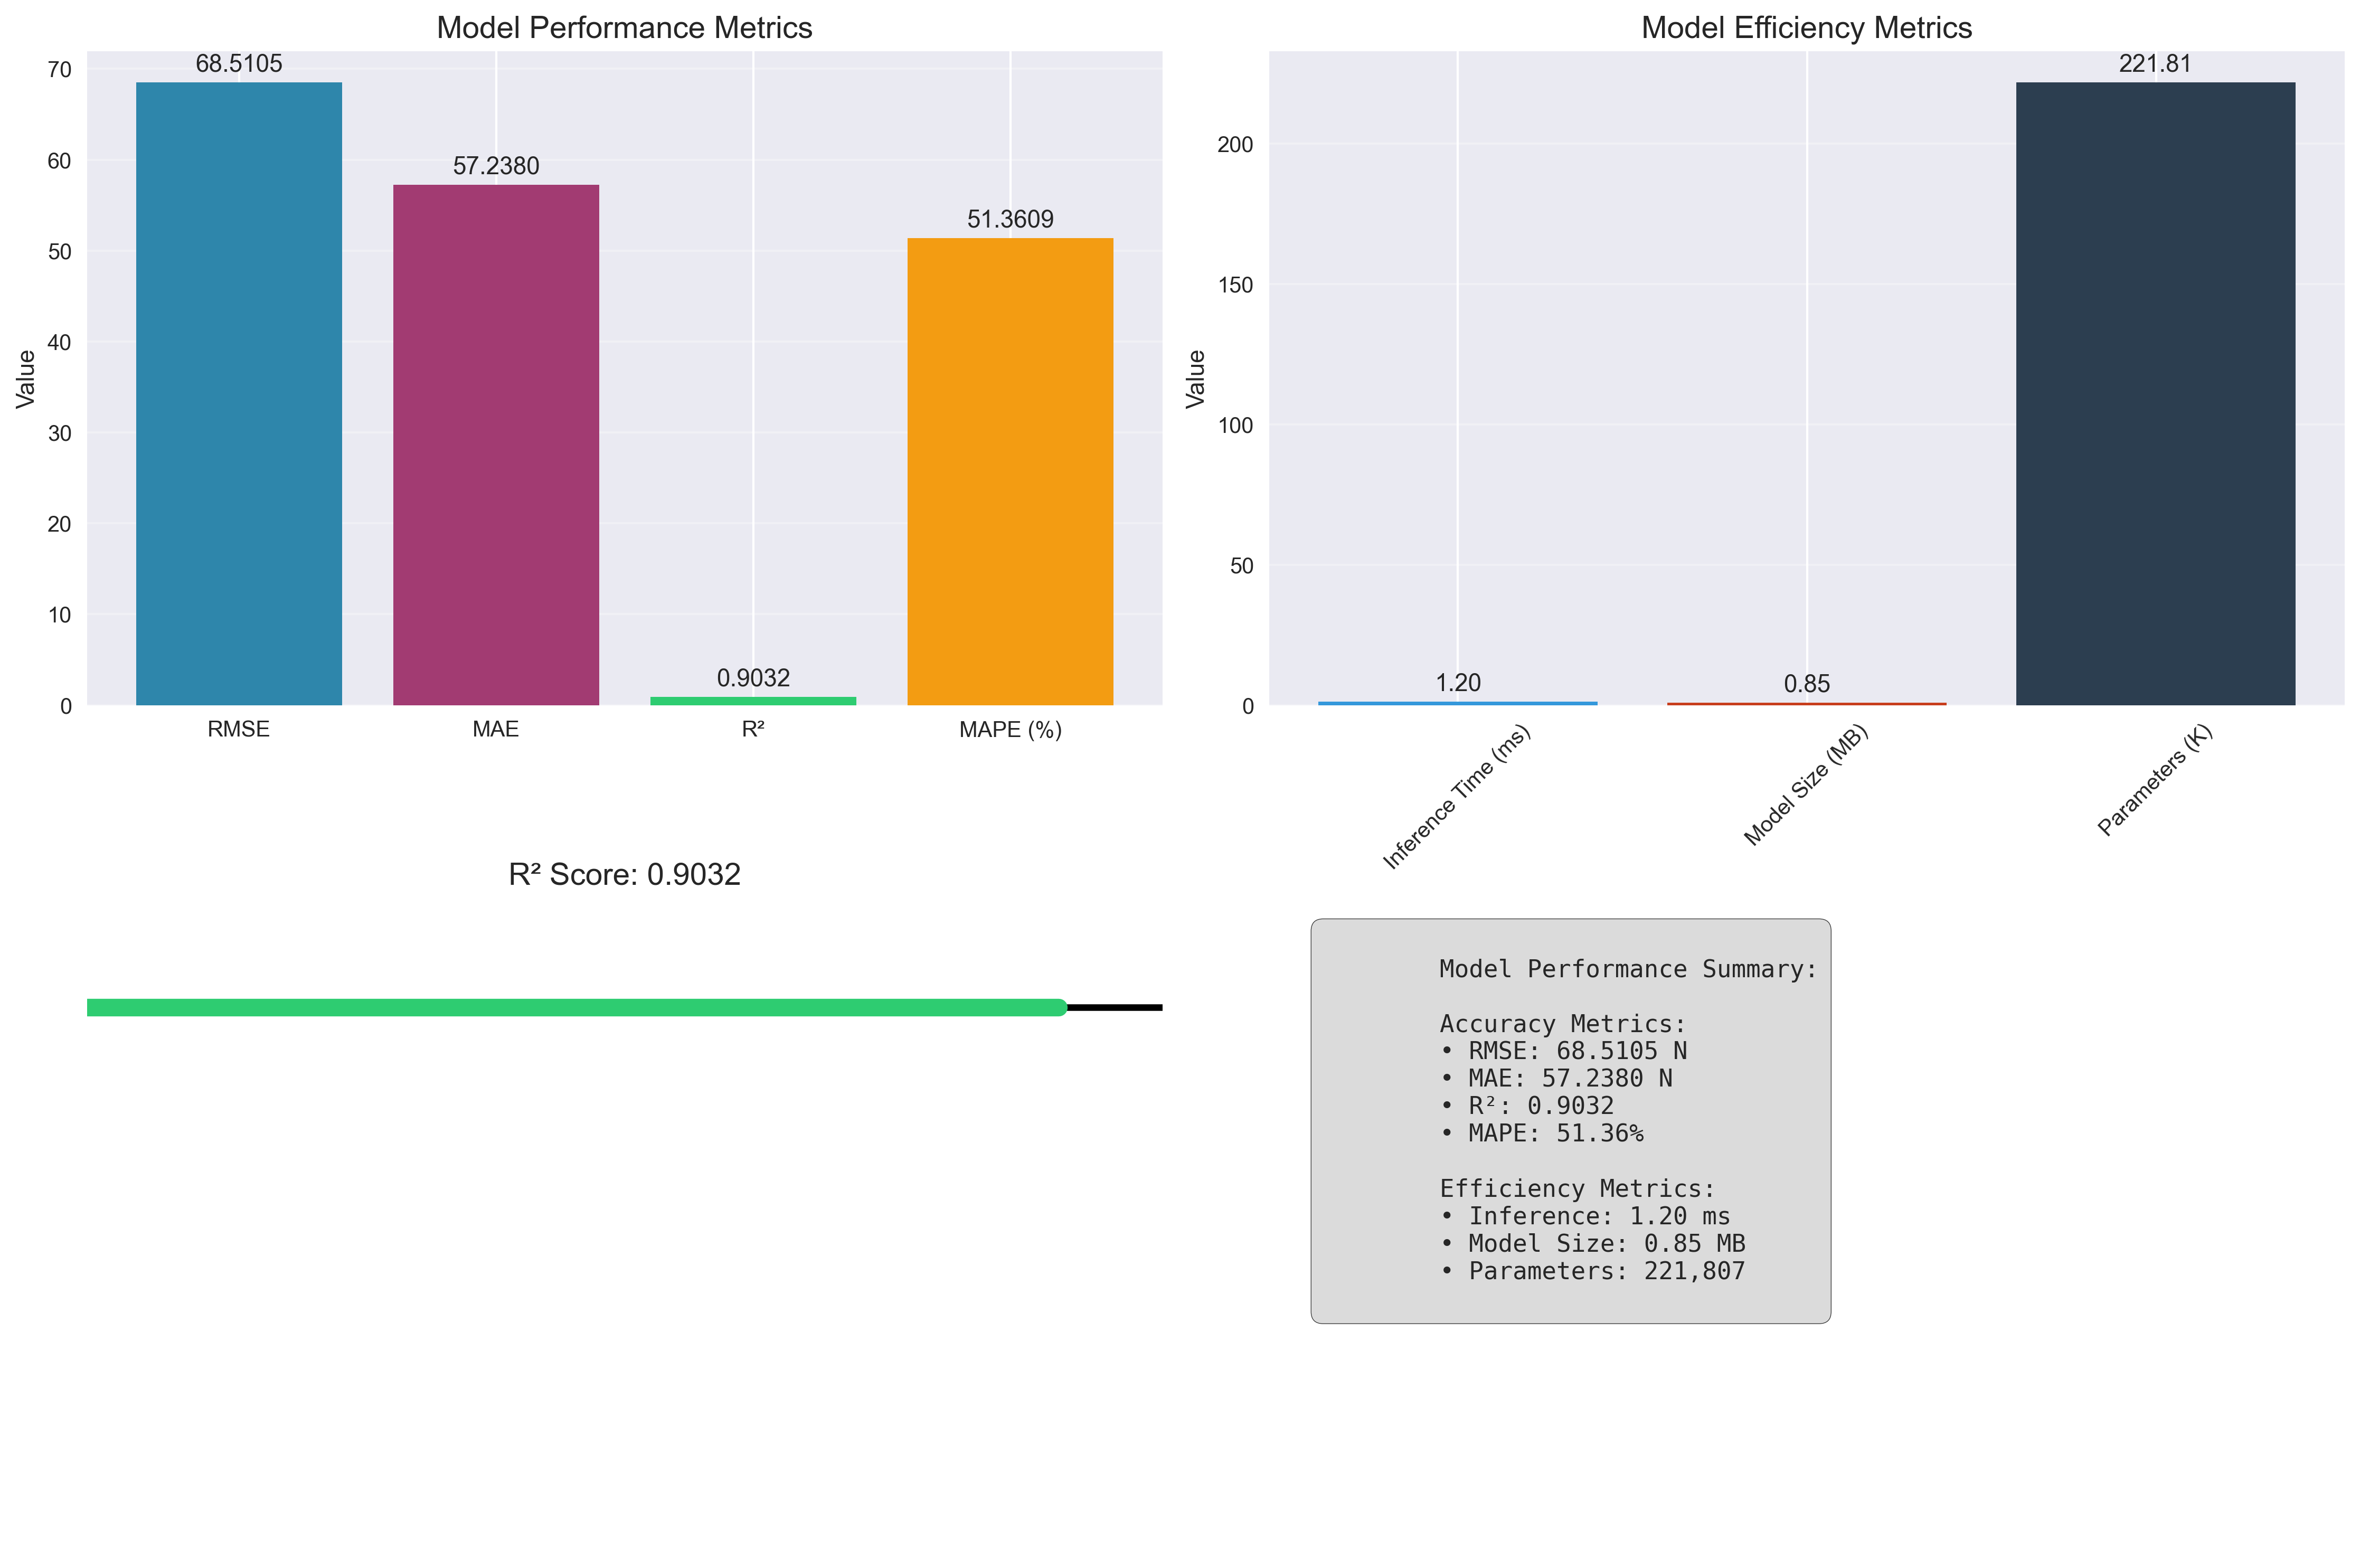 Model Performance Metrics
Value
70
60
50
40
30
20
10
0
68.5105
57.2380
0.9032
51.3609
RMSE
MAE
R²
MAPE (%)
Model Efficiency Metrics
Value
200
150
100
50
0
1.20
0.85
221.81
Inference Time (ms)
Model Size (MB)
Parameters (K)
R² Score: 0.9032
Model Performance Summary:
Accuracy Metrics:
• RMSE: 68.5105 N
• MAE: 57.2380 N
• R²: 0.9032
• MAPE: 51.36%
Efficiency Metrics:
• Inference: 1.20 ms
• Model Size: 0.85 MB
• Parameters: 221,807